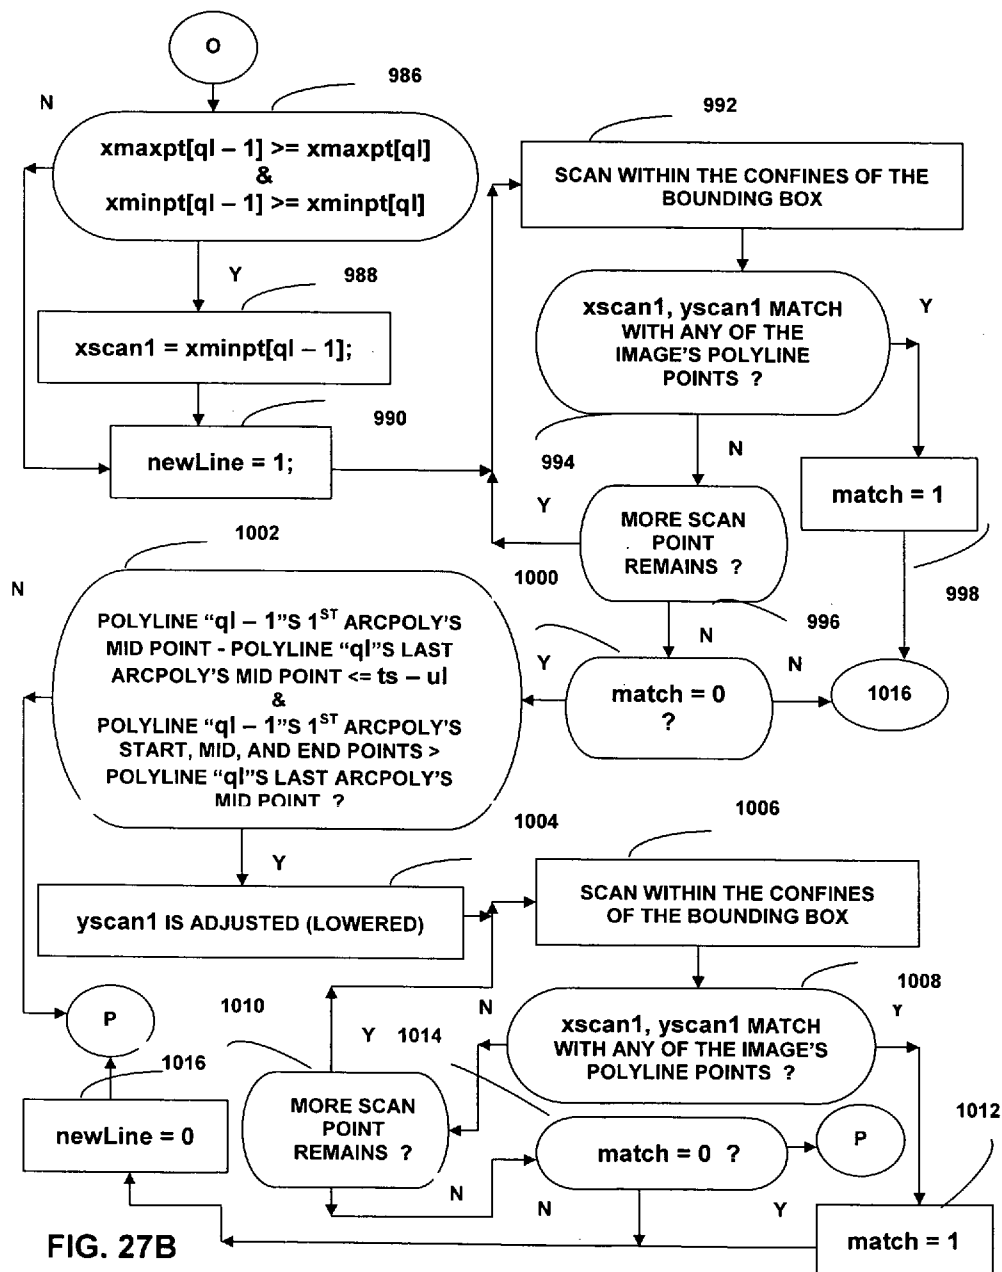 O
986
N
xmaxpt[ql – 1] >= xmaxpt[ql]
&
xminpt[ql – 1] >= xminpt[ql]
Y
988
xscan1 = xminpt[ql – 1];
990
newLine = 1;
992
SCAN WITHIN THE CONFINES OF THE
BOUNDING BOX
xscan1, yscan1 MATCH
WITH ANY OF THE
IMAGE'S POLYLINE
POINTS ?
Y
994
N
match = 1
998
Y
MORE SCAN
POINT
REMAINS ?
1000
996
N
match = 0
?
Y
N
1016
1002
N
POLYLINE “ql – 1”S 1ST ARCPOLY'S
MID POINT - POLYLINE “ql”S LAST
ARCPOLY'S MID POINT <= ts – ul
&
POLYLINE “ql – 1”S 1ST ARCPOLY'S
START, MID, AND END POINTS >
POLYLINE “ql”S LAST ARCPOLY'S
MID POINT ?
Y
1004
yscan1 IS ADJUSTED (LOWERED)
1006
SCAN WITHIN THE CONFINES
OF THE BOUNDING BOX
1008
N
Y
xscan1, yscan1 MATCH
WITH ANY OF THE IMAGE'S
POLYLINE POINTS ?
P
1010
Y
1014
MORE SCAN
POINT
REMAINS ?
N
match = 0 ?
P
N
Y
1012
match = 1
1016
newLine = 0
FIG. 27B